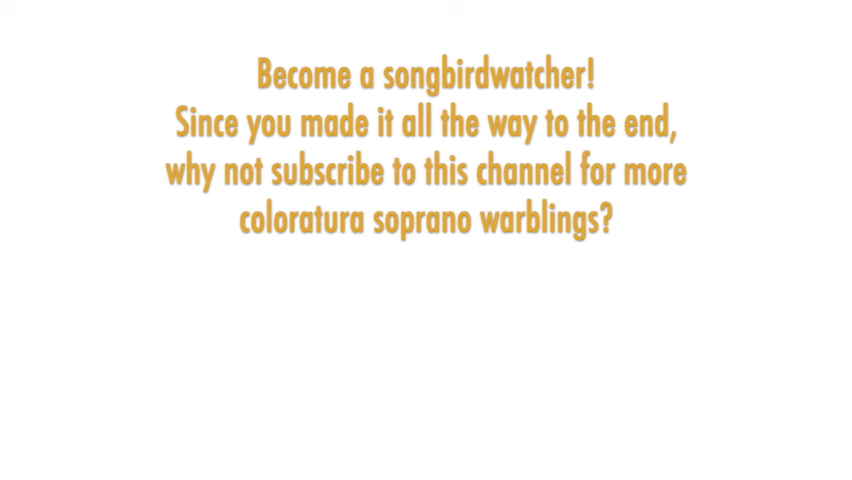 Become a songbirdwatcher!
Since you made it all the way to the end,
why not subscribe to this channel for more
coloratura soprano warblings?